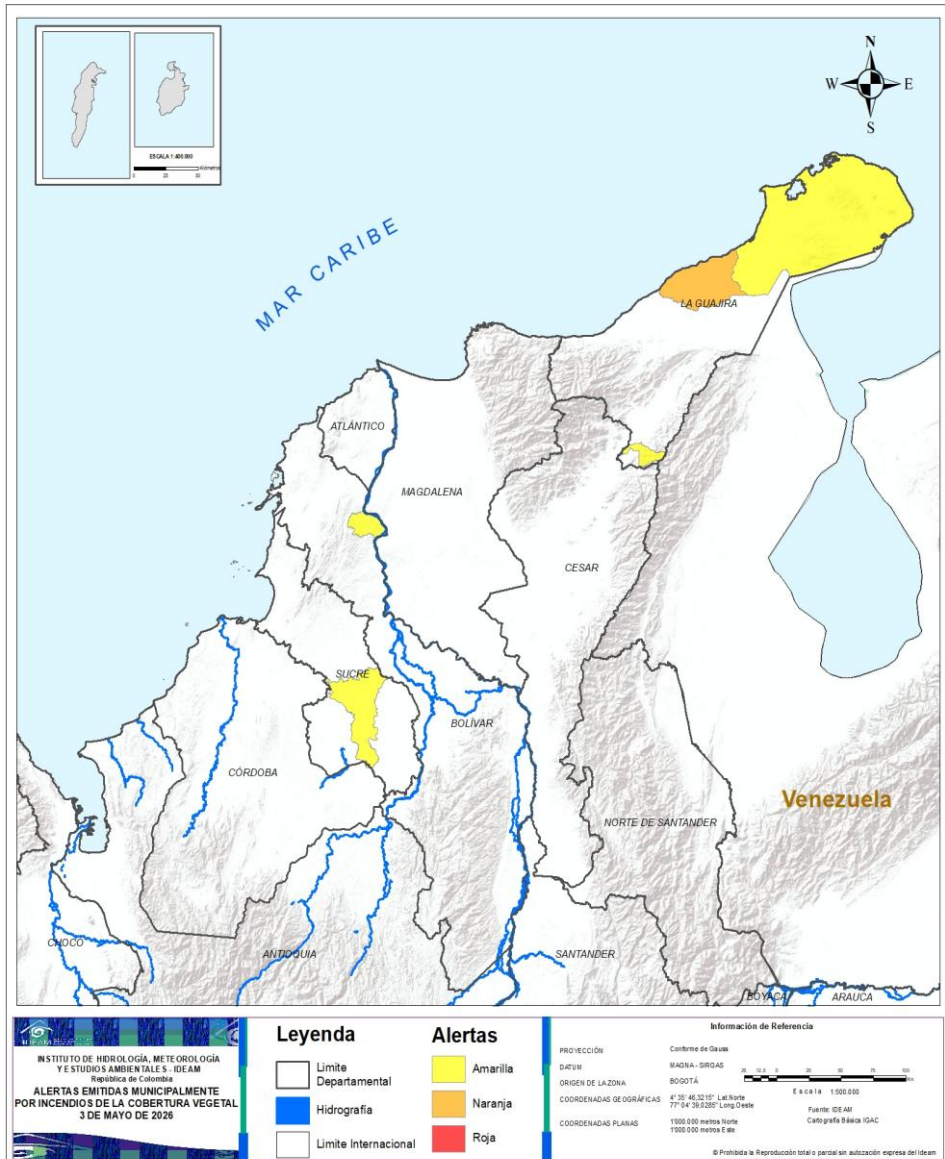 ESCALA 1:400.000
Kilómetros
0 20 30
N
W E
S
MAR CARIBE
LA GUAJIRA
ATLÁNTICO
MAGDALENA
CESAR
SUCRE
BOLÍVAR
CÓRDOBA
Venezuela
NORTE DE SANTANDER
CHOCO
ANTIOQUIA
SANTANDER
BOYACÁ
ARAUCA
IDEAM
INSTITUTO DE HIDROLOGÍA, METEOROLOGÍA
Y ESTUDIOS AMBIENTALES - IDEAM
República de Colombia
ALERTAS EMITIDAS MUNICIPALMENTE
POR INCENDIOS DE LA COBERTURA VEGETAL
3 DE MAYO DE 2026
Leyenda
Limite
Departamental
Hidrografía
Limite Internacional
Alertas
Amarilla
Naranja
Roja
Información de Referencia
PROYECCIÓN Conforme de Gauss
DATUM MAGNA - SIRGAS
ORIGEN DE LA ZONA BOGOTÁ
COORDENADAS GEOGRÁFICAS 4° 35' 46,3215" Lat.Norte
77° 04' 39,0285" Long.Oeste
COORDENADAS PLANAS 1'000.000 metros Norte
1'000.000 metros Este
Escala 1:500.000
Fuente: IDEAM
Cartografía Básica IGAC
© Prohibida la Reproducción total o parcial sin autorización expresa del Ideam